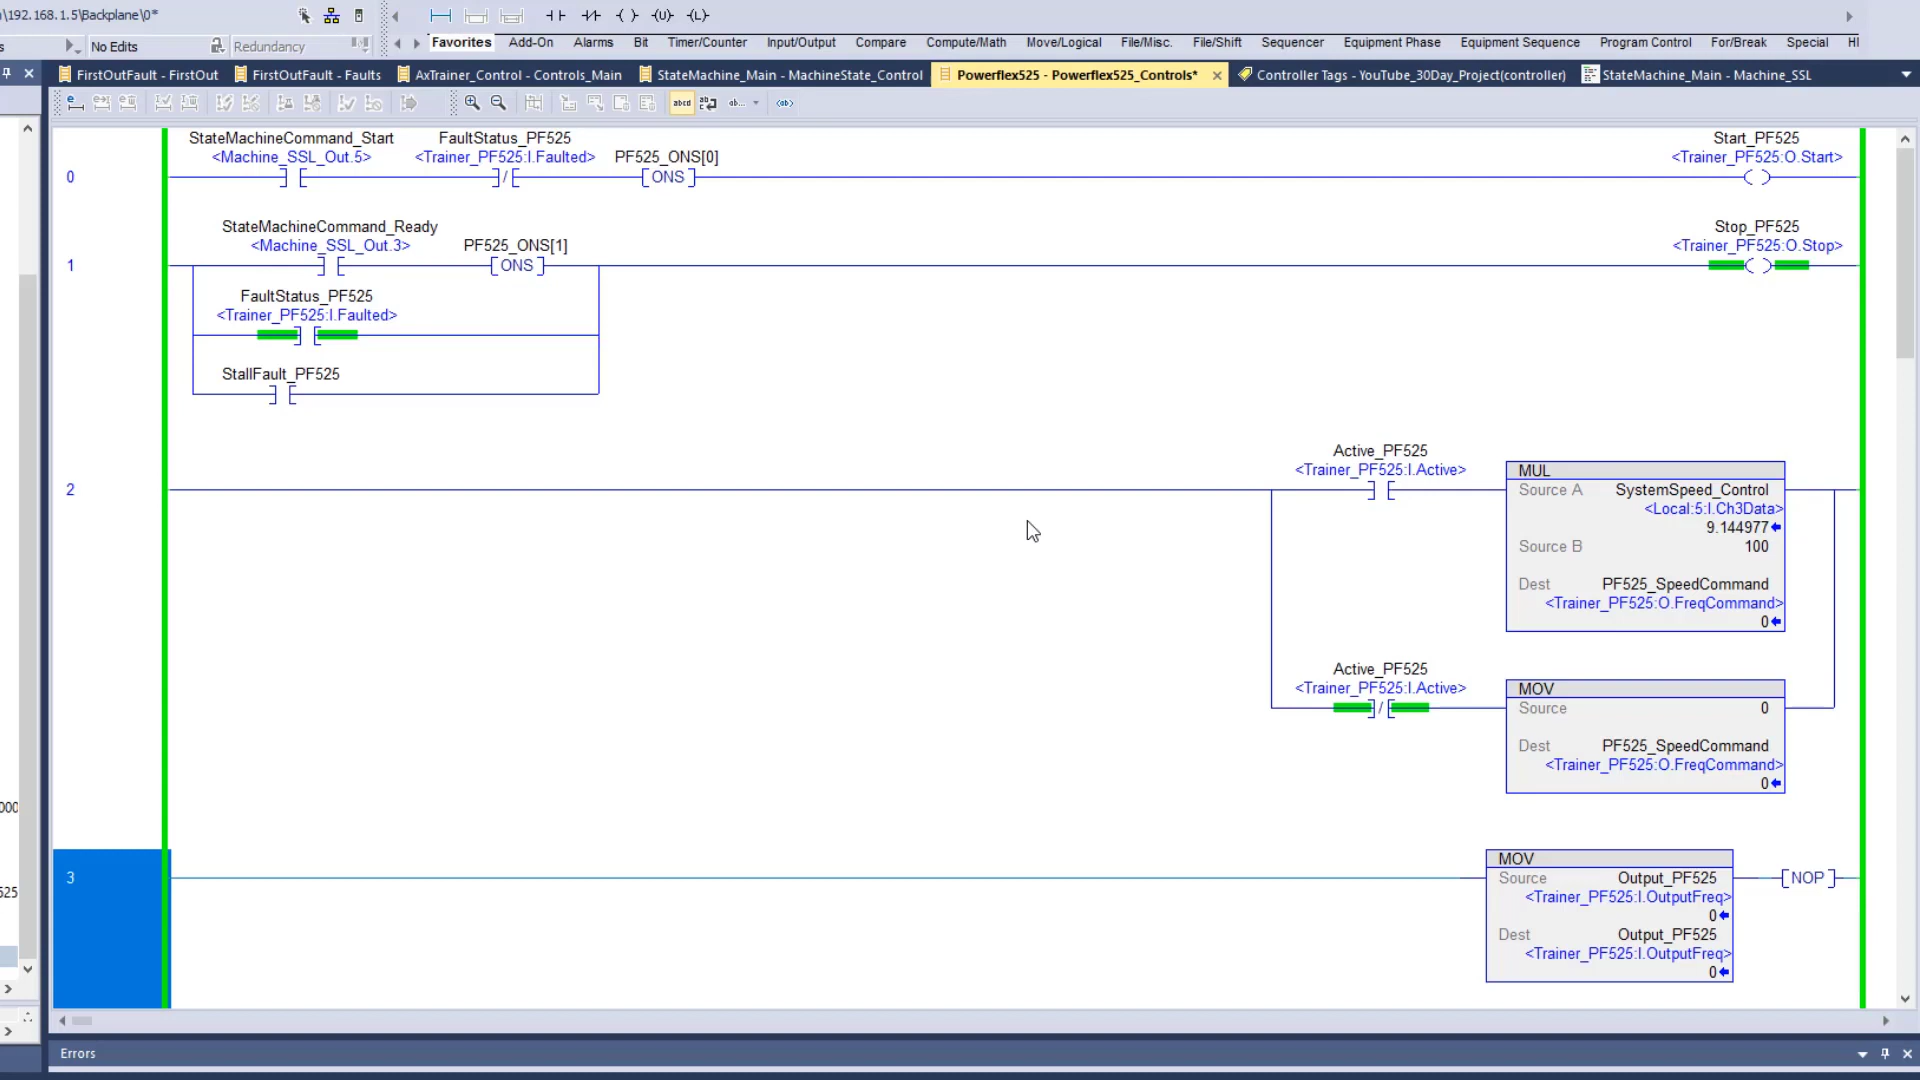 \192.168.1.5\Backplane\0*
No Edits
Redundancy
Favorites Add-On Alarms Bit Timer/Counter Input/Output Compare Compute/Math Move/Logical File/Misc. File/Shift Sequencer Equipment Phase Equipment Sequence Program Control For/Break Special HI
FirstOutFault - FirstOut FirstOutFault - Faults AxTrainer_Control - Controls_Main StateMachine_Main - MachineState_Control Powerflex525 - Powerflex525_Controls* Controller Tags - YouTube_30Day_Project(controller) StateMachine_Main - Machine_SSL
StateMachineCommand_Start FaultStatus_PF525 Start_PF525
<Machine_SSL_Out.5> <Trainer_PF525:I.Faulted> PF525_ONS[0] <Trainer_PF525:O.Start>
0 / ONS
StateMachineCommand_Ready Stop_PF525
<Machine_SSL_Out.3> PF525_ONS[1] <Trainer_PF525:O.Stop>
1 ONS
FaultStatus_PF525
<Trainer_PF525:I.Faulted>
StallFault_PF525
Active_PF525
<Trainer_PF525:I.Active> MUL
2 Source A SystemSpeed_Control
<Local:5:I.Ch3Data>
9.144977
Source B 100
Dest PF525_SpeedCommand
<Trainer_PF525:O.FreqCommand>
0
Active_PF525
<Trainer_PF525:I.Active> MOV
/ Source 0
Dest PF525_SpeedCommand
<Trainer_PF525:O.FreqCommand>
0
MOV
3 Source Output_PF525 NOP
<Trainer_PF525:I.OutputFreq>
0
Dest Output_PF525
<Trainer_PF525:I.OutputFreq>
0
000
525
Errors